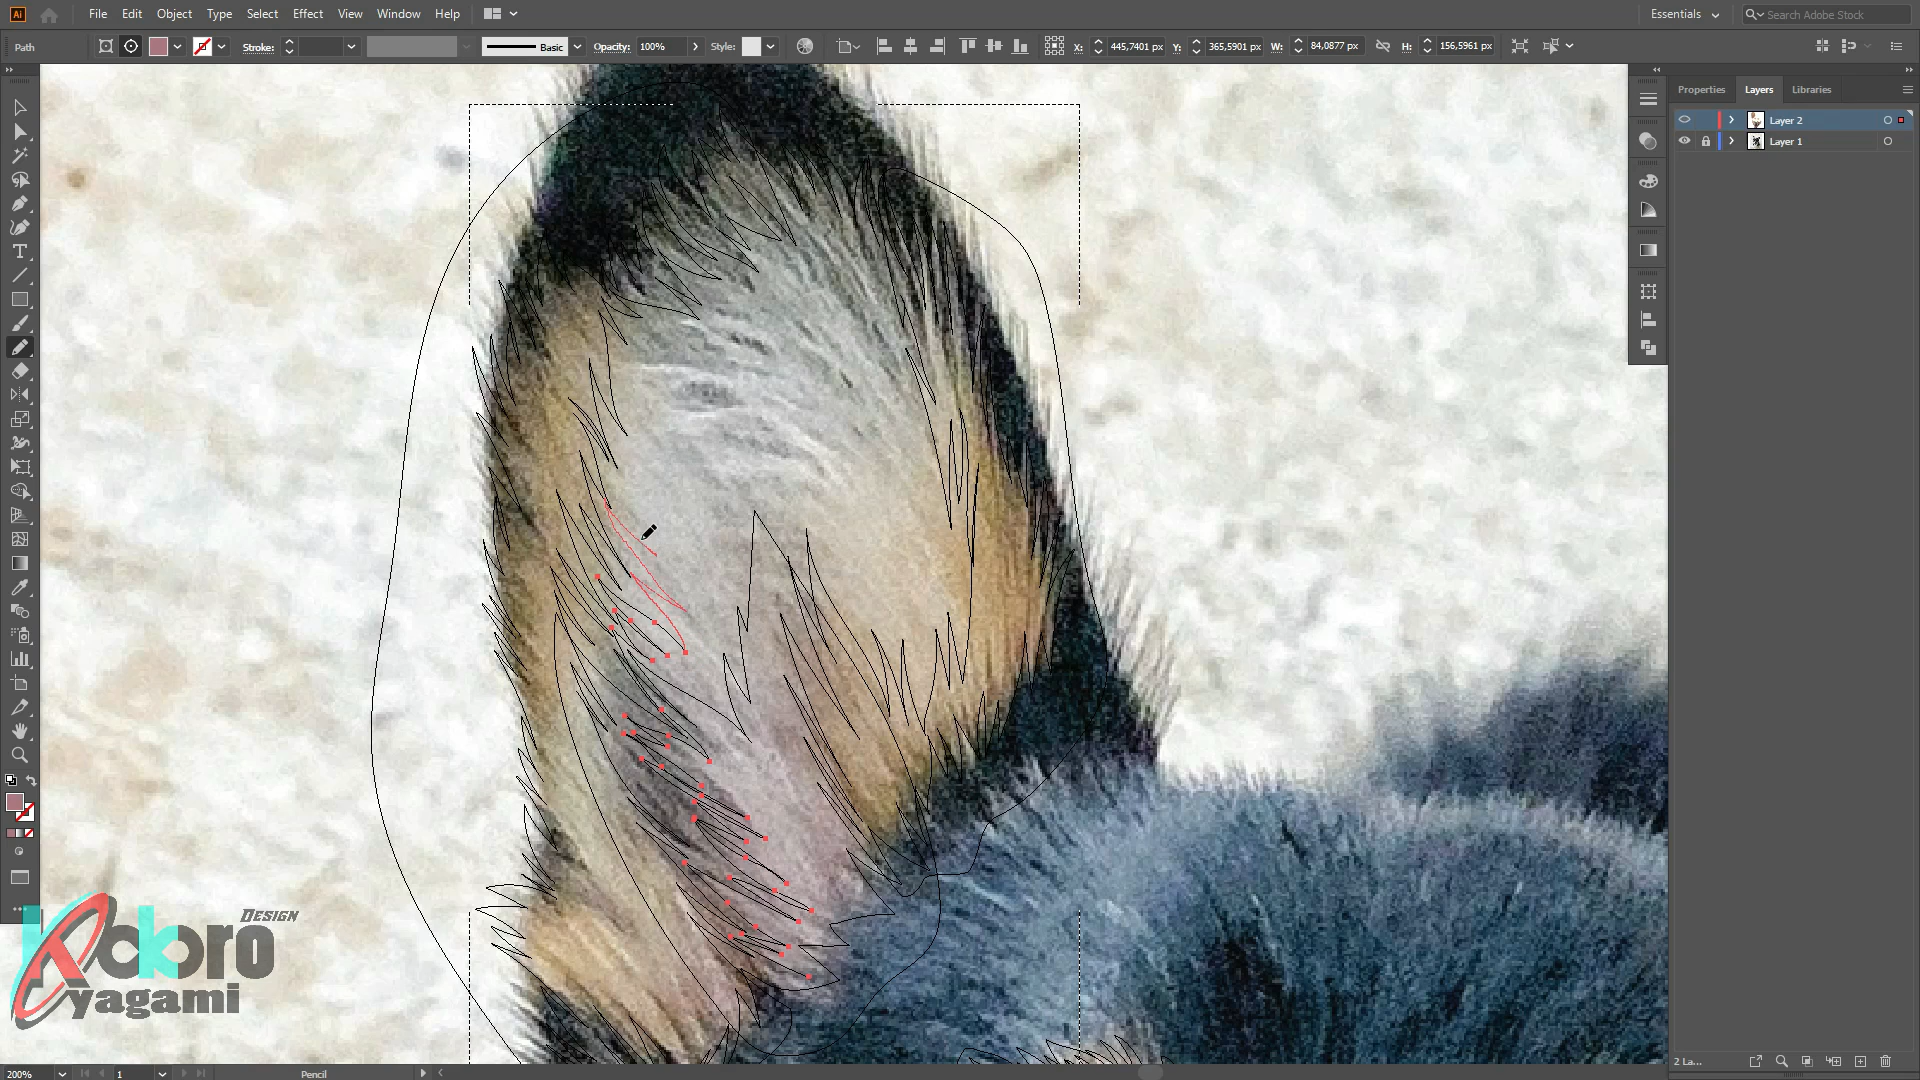 Ai File Edit Object Type Select Effect View Window Help Essentials Search Adobe Stock
Path Stroke: Basic Opacity: 100% Style: X: 445,7401 px Y: 365,5901 px W: 84,0877 px H: 156,5961 px
Properties Layers Libraries
Layer 2
Layer 1
Design
Kokoro
yagami
2 La...
200% 1 Pencil